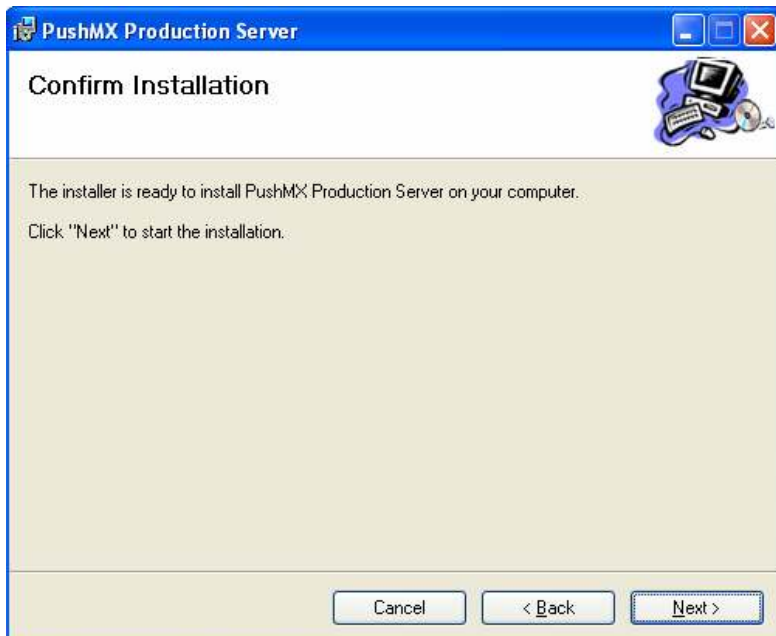 PushMX Production Server
Confirm Installation
The installer is ready to install PushMX Production Server on your computer.
Click "Next" to start the installation.
Cancel
< Back
Next >